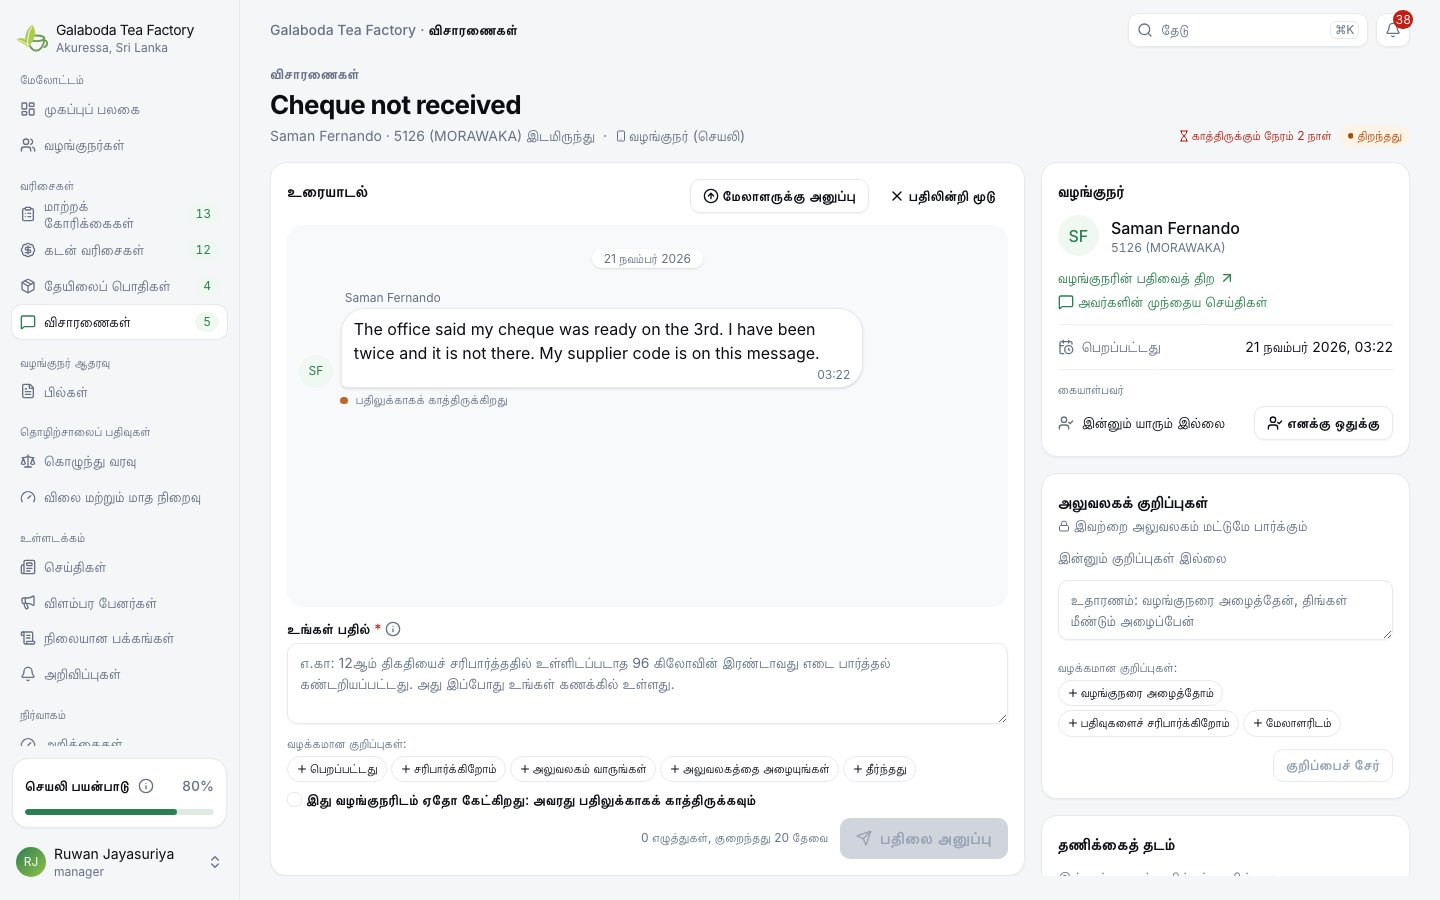 Galaboda Tea Factory
Akuressa, Sri Lanka
மேலோட்டம்
முகப்புப் பலகை
வழங்குநர்கள்
வரிசைகள்
மாற்றக்
கோரிக்கைகள்
13
கடன் வரிசைகள்
12
தேயிலைப் பொதிகள்
4
விசாரணைகள்
5
வழங்குநர் ஆதரவு
பில்கள்
தொழிற்சாலைப் பதிவுகள்
கொழுந்து வரவு
விலை மற்றும் மாத நிறைவு
உள்ளடக்கம்
செய்திகள்
விளம்பர பேனர்கள்
நிலையான பக்கங்கள்
அறிவிப்புகள்
நிர்வாகம்
அறிக்கைகள்
செயலி பயன்பாடு
80%
RJ
Ruwan Jayasuriya
manager
Galaboda Tea Factory · விசாரணைகள்
தேடு
⌘K
38
விசாரணைகள்
Cheque not received
Saman Fernando · 5126 (MORAWAKA) இடமிருந்து · வழங்குநர் (செயலி)
காத்திருக்கும் நேரம் 2 நாள்
திறந்தது
உரையாடல்
மேலாளருக்கு அனுப்பு
பதிலின்றி மூடு
21 நவம்பர் 2026
Saman Fernando
SF
The office said my cheque was ready on the 3rd. I have been
twice and it is not there. My supplier code is on this message.
03:22
பதிலுக்காகக் காத்திருக்கிறது
உங்கள் பதில் *
எ.கா: 12ஆம் திகதியைச் சரிபார்த்ததில் உள்ளிடப்படாத 96 கிலோவின் இரண்டாவது எடை பார்த்தல்
கண்டறியப்பட்டது. அது இப்போது உங்கள் கணக்கில் உள்ளது.
வழக்கமான குறிப்புகள்:
+ பெறப்பட்டது
+ சரிபார்க்கிறோம்
+ அலுவலகம் வாருங்கள்
+ அலுவலகத்தை அழையுங்கள்
+ தீர்ந்தது
இது வழங்குநரிடம் ஏதோ கேட்கிறது: அவரது பதிலுக்காகக் காத்திருக்கவும்
0 எழுத்துகள், குறைந்தது 20 தேவை
பதிலை அனுப்பு
வழங்குநர்
SF
Saman Fernando
5126 (MORAWAKA)
வழங்குநரின் பதிவைத் திற
அவர்களின் முந்தைய செய்திகள்
பெறப்பட்டது
21 நவம்பர் 2026, 03:22
கையாள்பவர்
இன்னும் யாரும் இல்லை
எனக்கு ஒதுக்கு
அலுவலகக் குறிப்புகள்
இவற்றை அலுவலகம் மட்டுமே பார்க்கும்
இன்னும் குறிப்புகள் இல்லை
உதாரணம்: வழங்குநரை அழைத்தேன், திங்கள்
மீண்டும் அழைப்பேன்
வழக்கமான குறிப்புகள்:
+ வழங்குநரை அழைத்தோம்
+ பதிவுகளைச் சரிபார்க்கிறோம்
+ மேலாளரிடம்
குறிப்பைச் சேர்
தணிக்கைத் தடம்